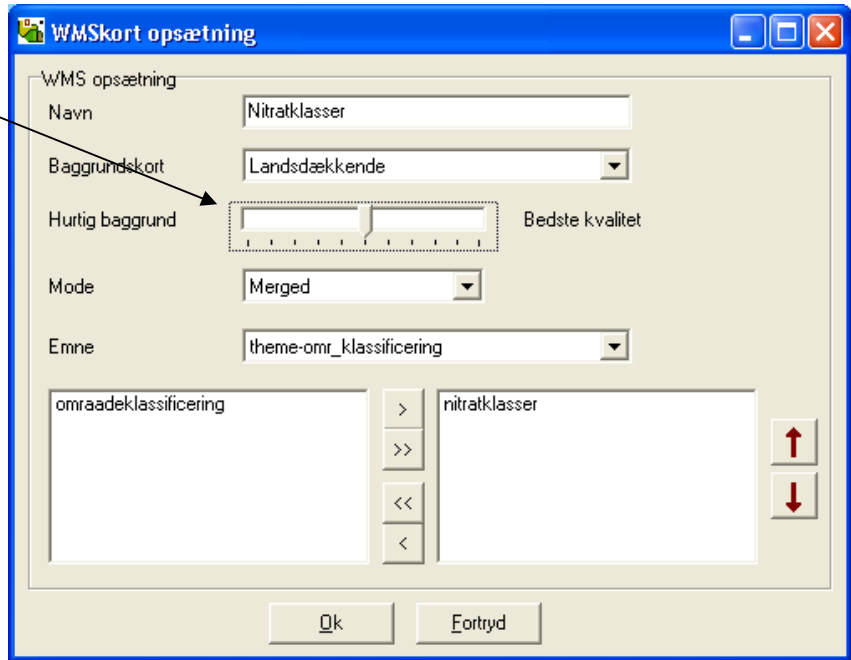 WMSkort opsætning
WMS opsætning
Navn
Nitratklasser
Baggrundskort
Landsdækkende
Hurtig baggrund
Bedste kvalitet
Mode
Merged
Emne
theme-omr_klassificering
omraadeklassificering
>
>>
<<
<
nitratklasser
Ok
Fortryd